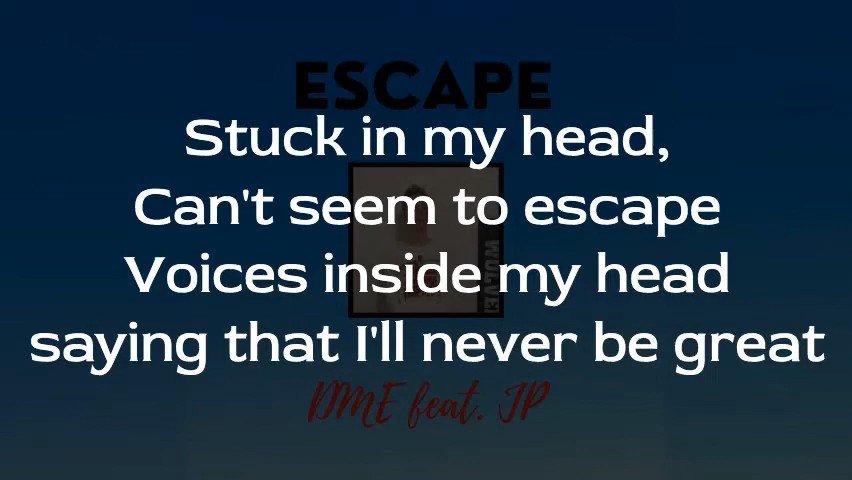 ESCAPE
Stuck in my head,
Can't seem to escape
Voices inside my head
saying that I'll never be great
DME feat. JP